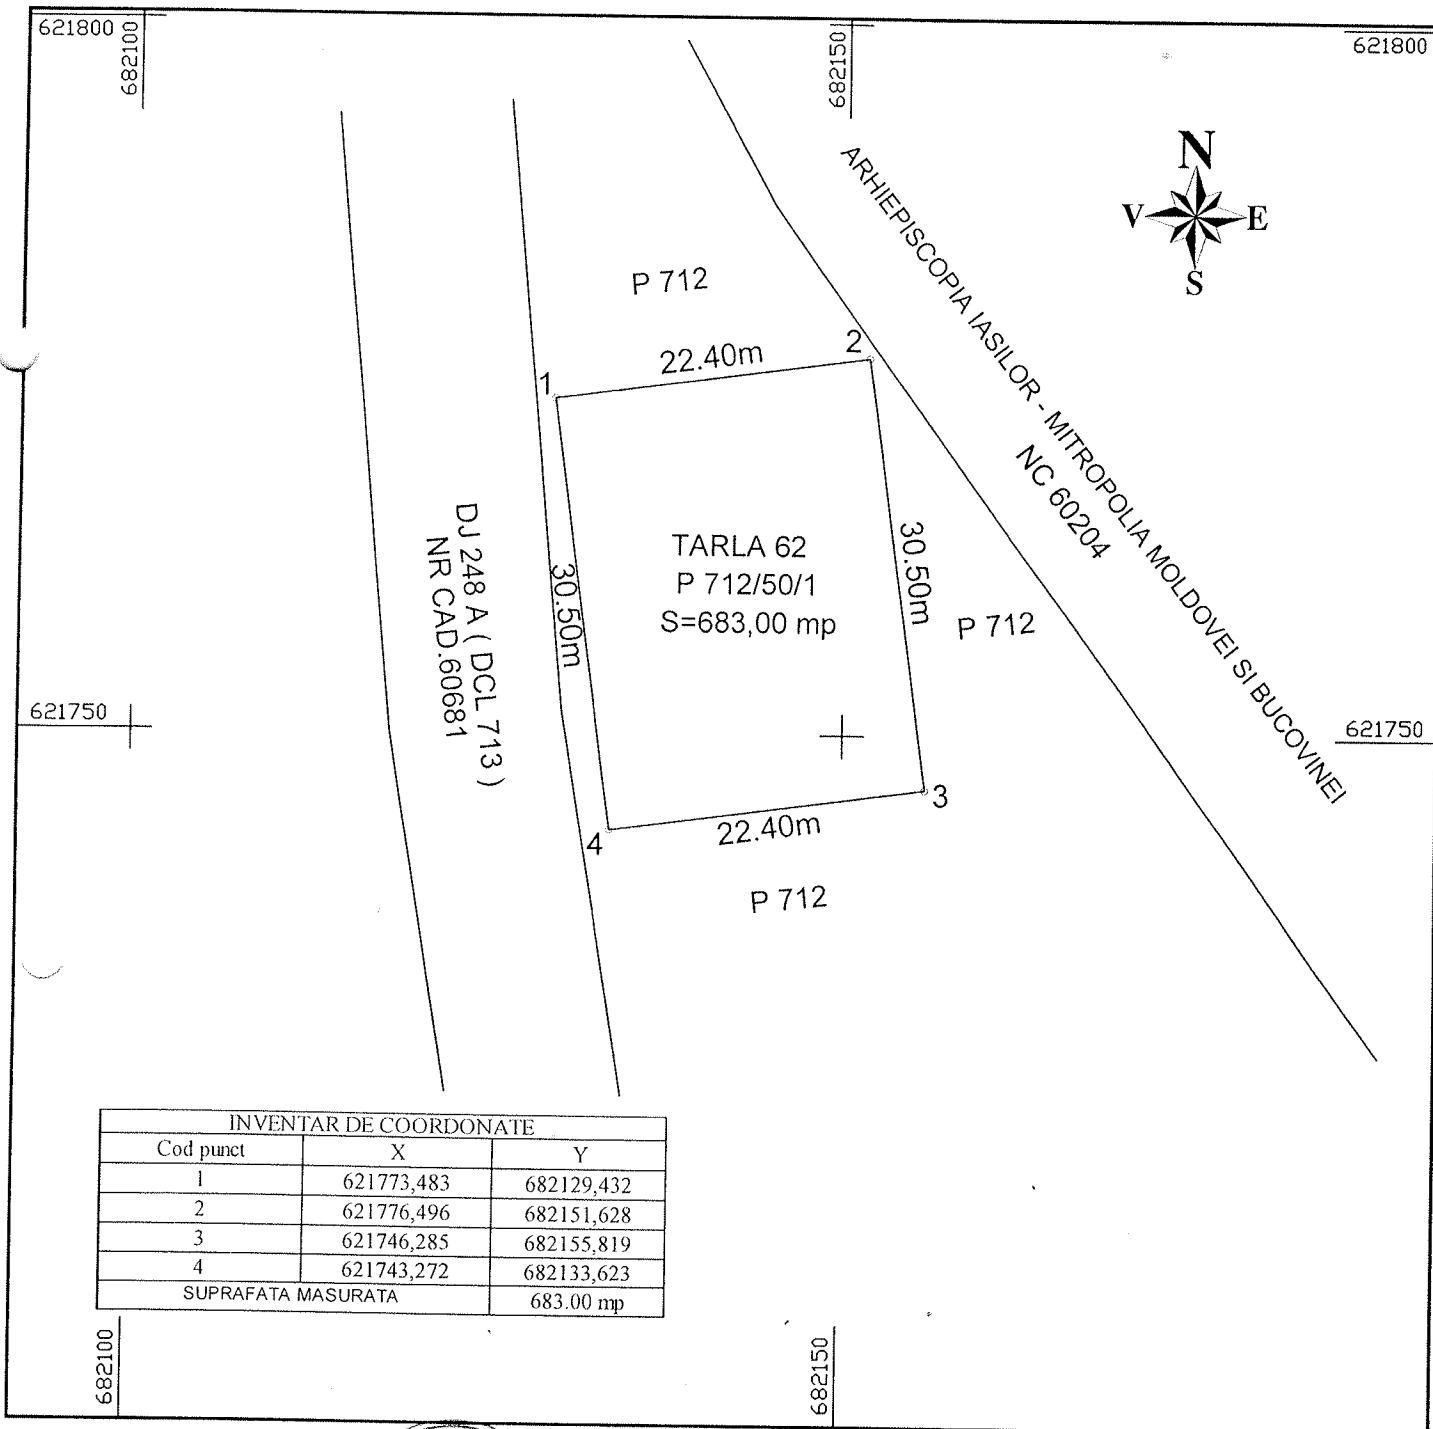 621800
682100
682150
621800
N
V E
S
ARHIEPISCOPIA IASILOR - MITROPOLIA MOLDOVEI SI BUCOVINEI
NC 60204
P 712
22.40m
1
2
30.50m
30.50m
TARLA 62
P 712/50/1
S=683,00 mp
P 712
DJ 248 A ( DCL 713 )
NR CAD.60681
621750
621750
3
4
22.40m
P 712
INVENTAR DE COORDONATE
Cod punct X Y
1 621773,483 682129,432
2 621776,496 682151,628
3 621746,285 682155,819
4 621743,272 682133,623
SUPRAFATA MASURATA 683.00 mp
682100
682150